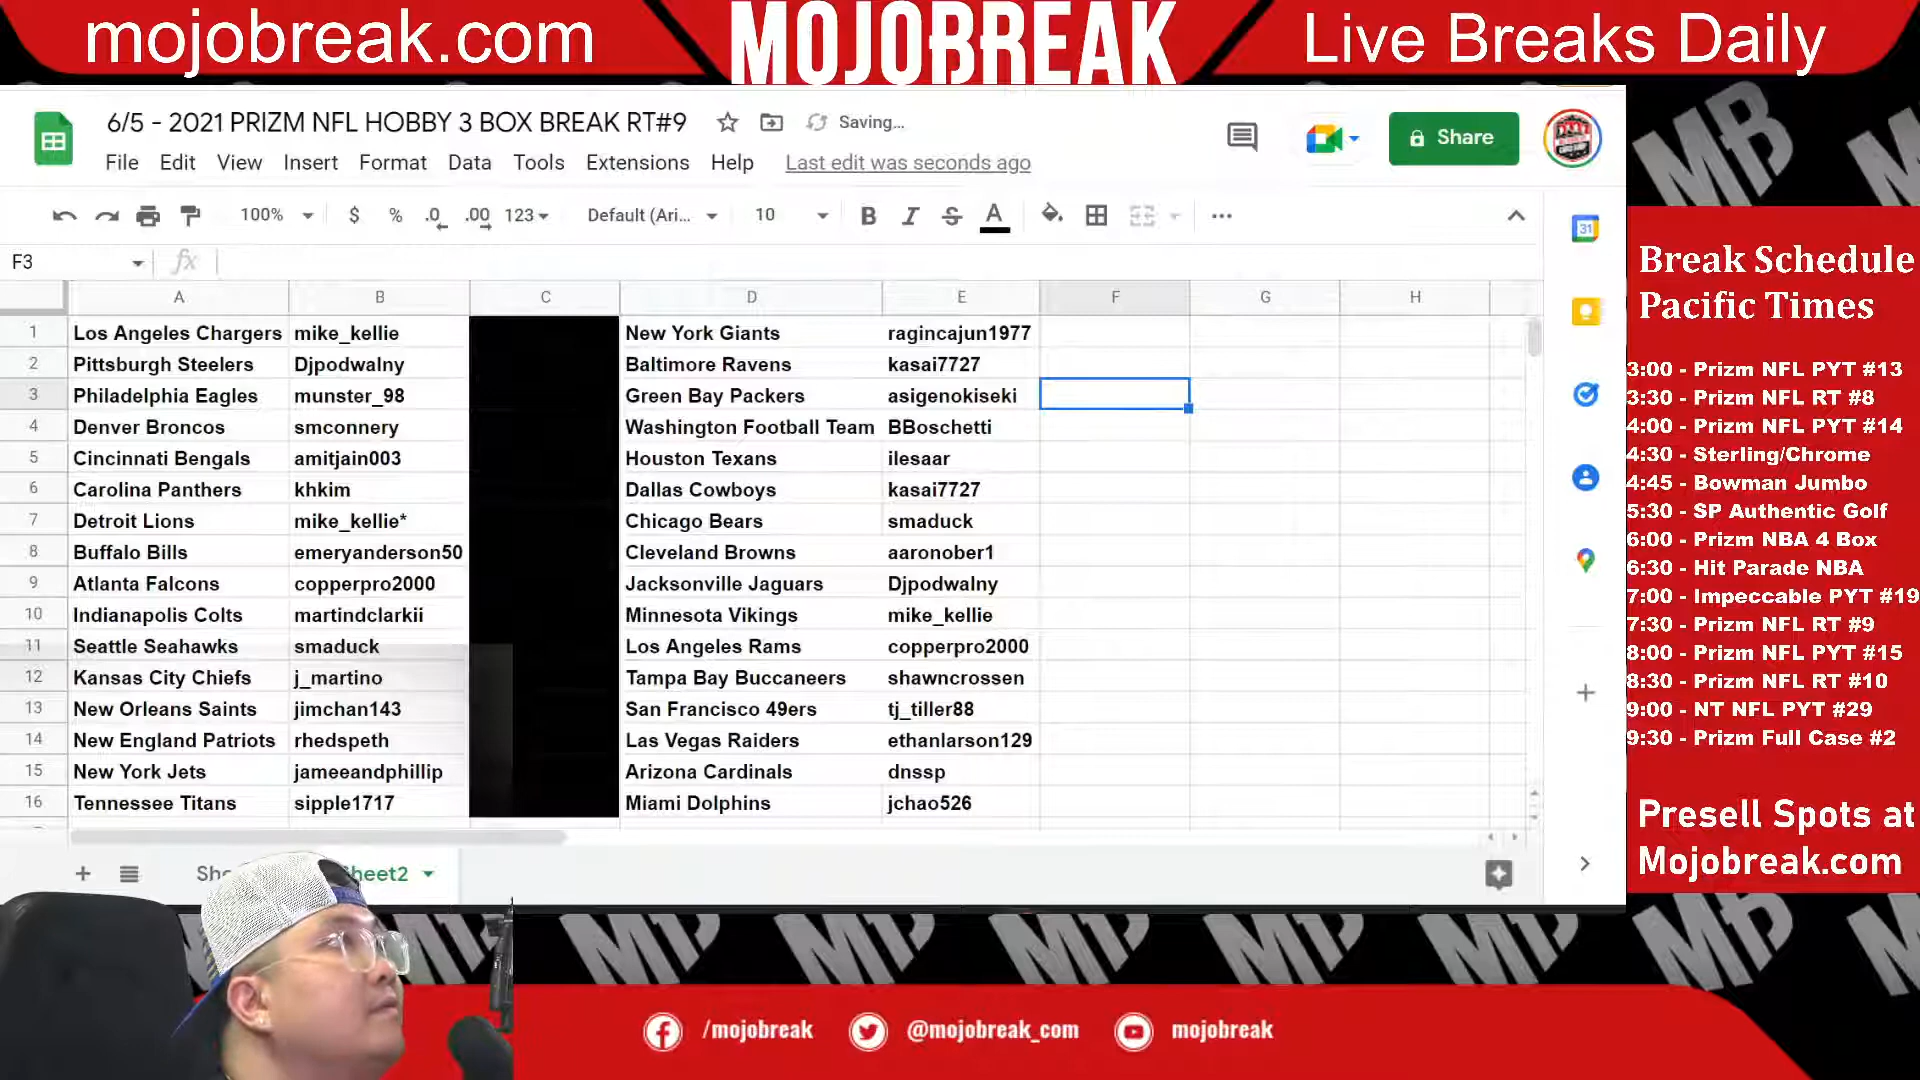 mojobreak.com
MOJOBREAK
Live Breaks Daily
6/5 - 2021 PRIZM NFL HOBBY 3 BOX BREAK RT#9
Saving...
Share
File Edit View Insert Format Data Tools Extensions Help
Last edit was seconds ago
100% $ % .0 .00 123 Default (Ari... 10 B I S A
F3 fx
A B C D E F G H
1 Los Angeles Chargers mike_kellie New York Giants ragincajun1977
2 Pittsburgh Steelers Djpodwalny Baltimore Ravens kasai7727
3 Philadelphia Eagles munster_98 Green Bay Packers asigenokiseki
4 Denver Broncos smconnery Washington Football Team BBoschetti
5 Cincinnati Bengals amitjain003 Houston Texans ilesaar
6 Carolina Panthers khkim Dallas Cowboys kasai7727
7 Detroit Lions mike_kellie* Chicago Bears smaduck
8 Buffalo Bills emeryanderson50 Cleveland Browns aaronober1
9 Atlanta Falcons copperpro2000 Jacksonville Jaguars Djpodwalny
10 Indianapolis Colts martindclarkii Minnesota Vikings mike_kellie
11 Seattle Seahawks smaduck Los Angeles Rams copperpro2000
12 Kansas City Chiefs j_martino Tampa Bay Buccaneers shawncrossen
13 New Orleans Saints jimchan143 San Francisco 49ers tj_tiller88
14 New England Patriots rhedspeth Las Vegas Raiders ethanlarson129
15 New York Jets jameeandphillip Arizona Cardinals dnssp
16 Tennessee Titans sipple1717 Miami Dolphins jchao526
31
Break Schedule
Pacific Times
3:00 - Prizm NFL PYT #13
3:30 - Prizm NFL RT #8
4:00 - Prizm NFL PYT #14
4:30 - Sterling/Chrome
4:45 - Bowman Jumbo
5:30 - SP Authentic Golf
6:00 - Prizm NBA 4 Box
6:30 - Hit Parade NBA
7:00 - Impeccable PYT #19
7:30 - Prizm NFL RT #9
8:00 - Prizm NFL PYT #15
8:30 - Prizm NFL RT #10
9:00 - NT NFL PYT #29
9:30 - Prizm Full Case #2
Presell Spots at
Mojobreak.com
/mojobreak
@mojobreak_com
mojobreak